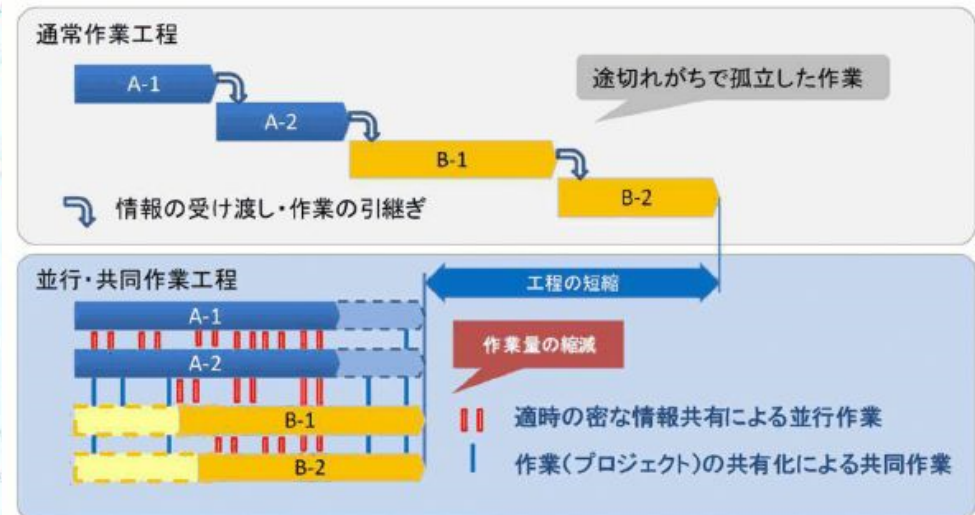 通常作業工程
A-1
途切れがちで孤立した作業
A-2
B-1
B-2
情報の受け渡し・作業の引継ぎ
並行・共同作業工程
工程の短縮
A-1
作業量の縮減
A-2
B-1
適時の密な情報共有による並行作業
B-2
作業(プロジェクト)の共有化による共同作業